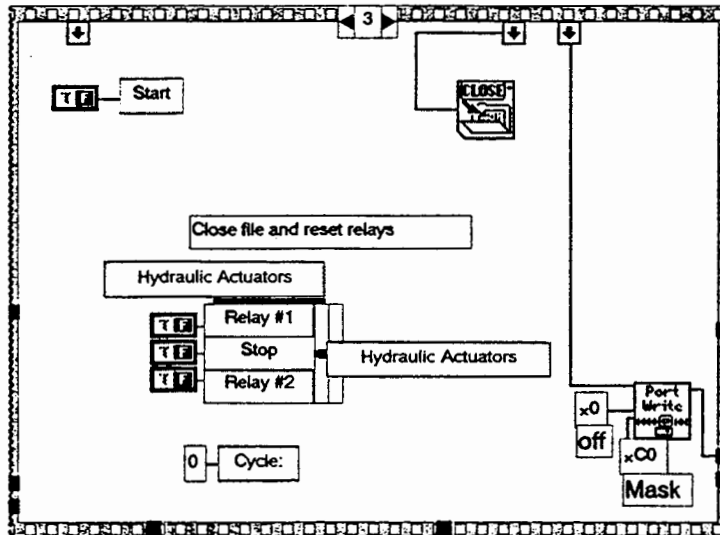 3
T F
Start
CLOSE
Close file and reset relays
Hydraulic Actuators
T F
Relay #1
T F
Stop
Hydraulic Actuators
T F
Relay #2
Port
Write
x0
off
xC0
Mask
0
Cycle: